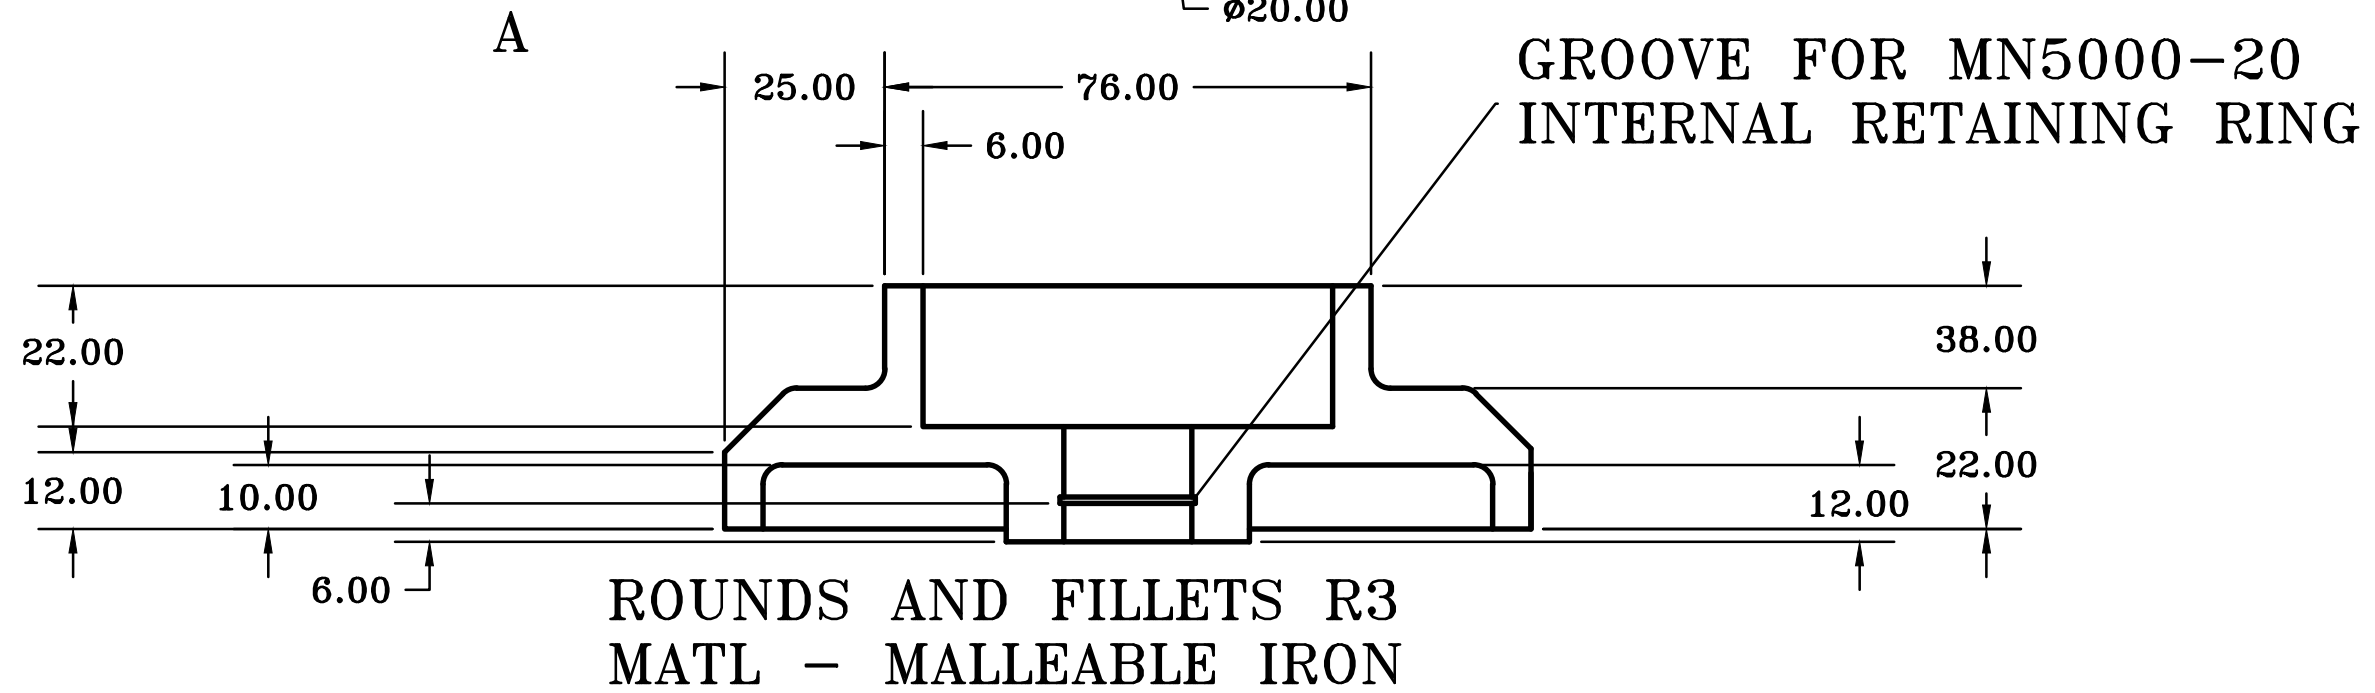 A
ø20.00
GROOVE FOR MN5000-20
INTERNAL RETAINING RING
25.00
76.00
6.00
22.00
38.00
12.00
10.00
22.00
12.00
6.00
ROUNDS AND FILLETS R3
MATL - MALLEABLE IRON